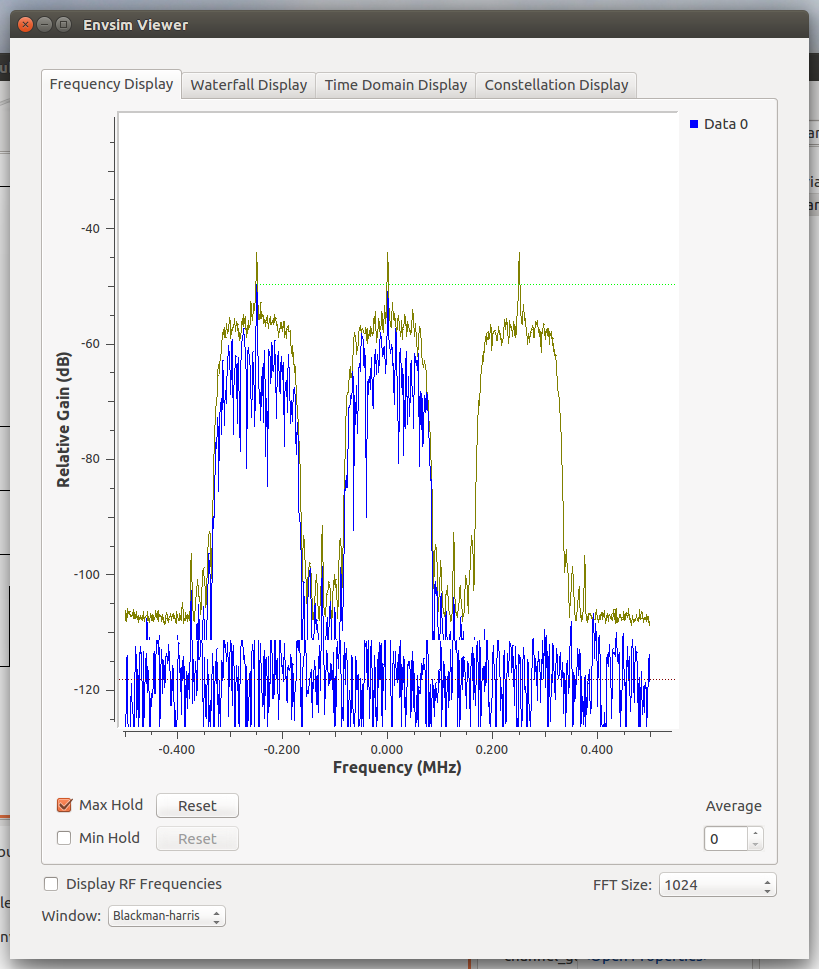 Envsim Viewer
Frequency Display
Waterfall Display
Time Domain Display
Constellation Display
Data 0
-40
-60
-80
-100
-120
Relative Gain (dB)
-0.400
-0.200
0.000
0.200
0.400
Frequency (MHz)
Max Hold
Reset
Average
Min Hold
Reset
0
Display RF Frequencies
FFT Size:
1024
Window:
Blackman-harris